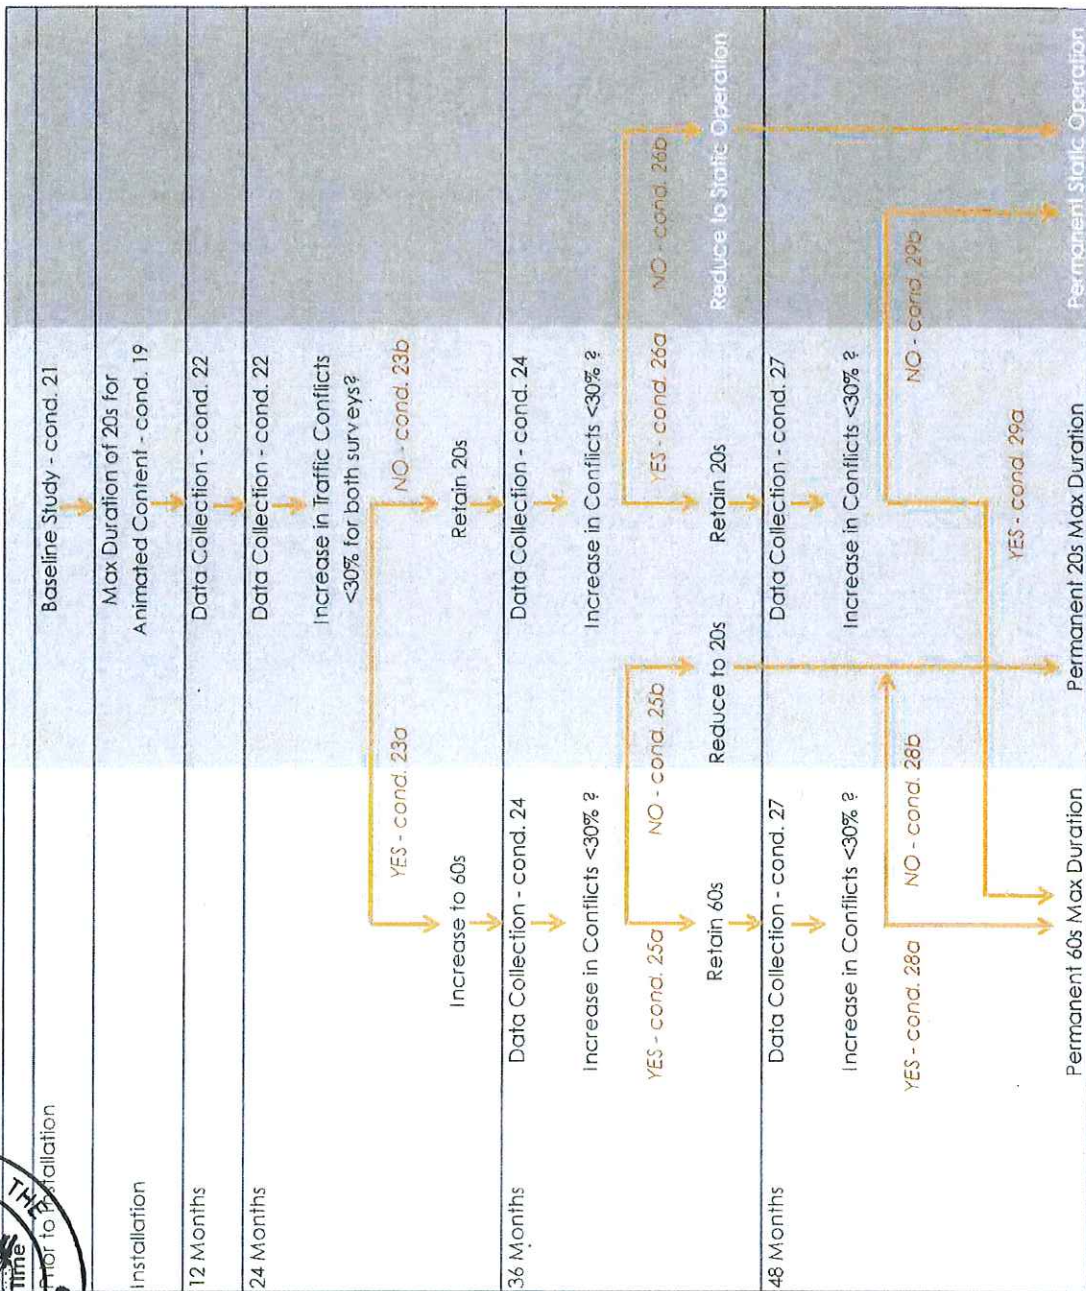 THE
Time
Prior to Installation
Baseline Study - cond. 21
Installation
Max Duration of 20s for
Animated Content - cond. 19
12 Months
Data Collection - cond. 22
24 Months
Data Collection - cond. 22
Increase in Traffic Conflicts
<30% for both surveys?
YES - cond. 23a
NO - cond. 23b
Increase to 60s
Retain 20s
36 Months
Data Collection - cond. 24
Data Collection - cond. 24
Increase in Conflicts <30% ?
Increase in Conflicts <30% ?
YES - cond. 25a
NO - cond. 25b
YES - cond. 26a
NO - cond. 26b
Retain 60s
Reduce to 20s
Retain 20s
Reduce to Static Operation
48 Months
Data Collection - cond. 27
Data Collection - cond. 27
Increase in Conflicts <30% ?
Increase in Conflicts <30% ?
YES - cond. 28a
NO - cond. 28b
NO - cond. 29b
YES - cond. 29a
Permanent 60s Max Duration
Permanent 20s Max Duration
Permanent Static Operation